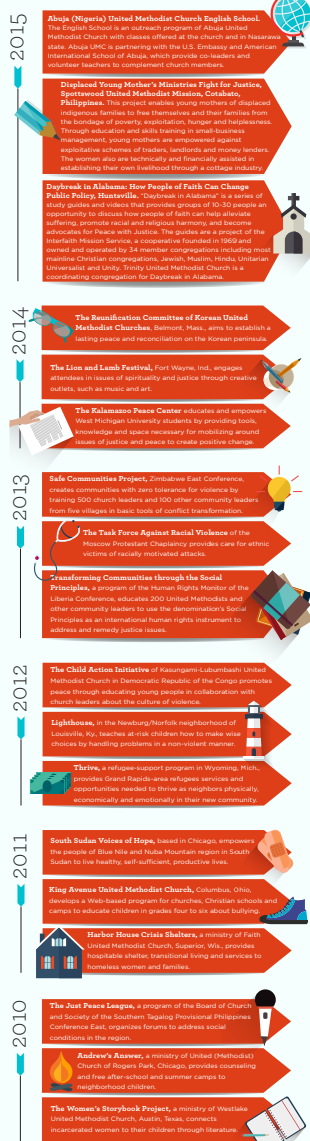 2015
Abuja (Nigeria) United Methodist Church English School.
The English School is an outreach program of Abuja United
Methodist Church with classes offered at the church and in Nasarawa
state. Abuja UMC is partnering with the U.S. Embassy and American
International School of Abuja, which provide co-leaders and
volunteer teachers to complement church members.
Displaced Young Mother's Ministries Fight for Justice,
Spottswood United Methodist Mission, Cotabato,
Philippines. This project enables young mothers of displaced
indigenous families to free themselves and their families from
the bondage of poverty, exploitation, hunger and helplessness.
Through education and skills training in small-business
management, young mothers are empowered against
exploitative schemes of traders, landlords and money lenders.
The women also are technically and financially assisted in
establishing their own livelihood through a cottage industry.
Daybreak in Alabama: How People of Faith Can Change
Public Policy, Huntsville. "Daybreak in Alabama" is a series of
study guides and videos that provides groups of 10-30 people an
opportunity to discuss how people of faith can help alleviate
suffering, promote racial and religious harmony, and become
advocates for Peace with Justice. The guides are a project of the
Interfaith Mission Service, a cooperative founded in 1969 and
owned and operated by 34 member congregations including most
mainline Christian congregations, Jewish, Muslim, Hindu, Unitarian
Universalist and Unity. Trinity United Methodist Church is a
coordinating congregation for Daybreak in Alabama.
2014
The Reunification Committee of Korean United
Methodist Churches, Belmont, Mass., aims to establish a
lasting peace and reconciliation on the Korean peninsula.
The Lion and Lamb Festival, Fort Wayne, Ind., engages
attendees in issues of spirituality and justice through creative
outlets, such as music and art.
The Kalamazoo Peace Center educates and empowers
West Michigan University students by providing tools,
knowledge and space necessary for mobilizing around
issues of justice and peace to create positive change.
2013
Safe Communities Project, Zimbabwe East Conference,
creates communities with zero tolerance for violence by
training 500 church leaders and 100 other community leaders
from five villages in basic tools of conflict transformation.
The Task Force Against Racial Violence of the
Moscow Protestant Chaplaincy provides care for ethnic
victims of racially motivated attacks.
Transforming Communities through the Social
Principles, a program of the Human Rights Monitor of the
Liberia Conference, educates 200 United Methodists and
other community leaders to use the denomination's Social
Principles as an international human rights instrument to
address and remedy justice issues.
2012
The Child Action Initiative of Kasungami-Lubumbashi United
Methodist Church in Democratic Republic of the Congo promotes
peace through educating young people in collaboration with
church leaders about the culture of violence.
Lighthouse, in the Newburg/Norfolk neighborhood of
Louisville, Ky., teaches at-risk children how to make wise
choices by handling problems in a non-violent manner.
Thrive, a refugee-support program in Wyoming, Mich.,
provides Grand Rapids-area refugees services and
opportunities needed to thrive as neighbors physically,
economically and emotionally in their new community.
2011
South Sudan Voices of Hope, based in Chicago, empowers
the people of Blue Nile and Nuba Mountain region in South
Sudan to live healthy, self-sufficient, productive lives.
King Avenue United Methodist Church, Columbus, Ohio,
develops a Web-based program for churches, Christian schools and
camps to educate children in grades four to six about bullying.
Harbor House Crisis Shelters, a ministry of Faith
United Methodist Church, Superior, Wis., provides
hospitable shelter, transitional living and services to
homeless women and families.
2010
The Just Peace League, a program of the Board of Church
and Society of the Southern Tagalog Provisional Philippines
Conference East, organizes forums to address social
conditions in the region.
Andrew's Answer, a ministry of United (Methodist)
Church of Rogers Park, Chicago, provides counseling
and free after-school and summer camps to
neighborhood children.
The Women's Storybook Project, a ministry of Westlake
United Methodist Church, Austin, Texas, connects
incarcerated women to their children through literature.